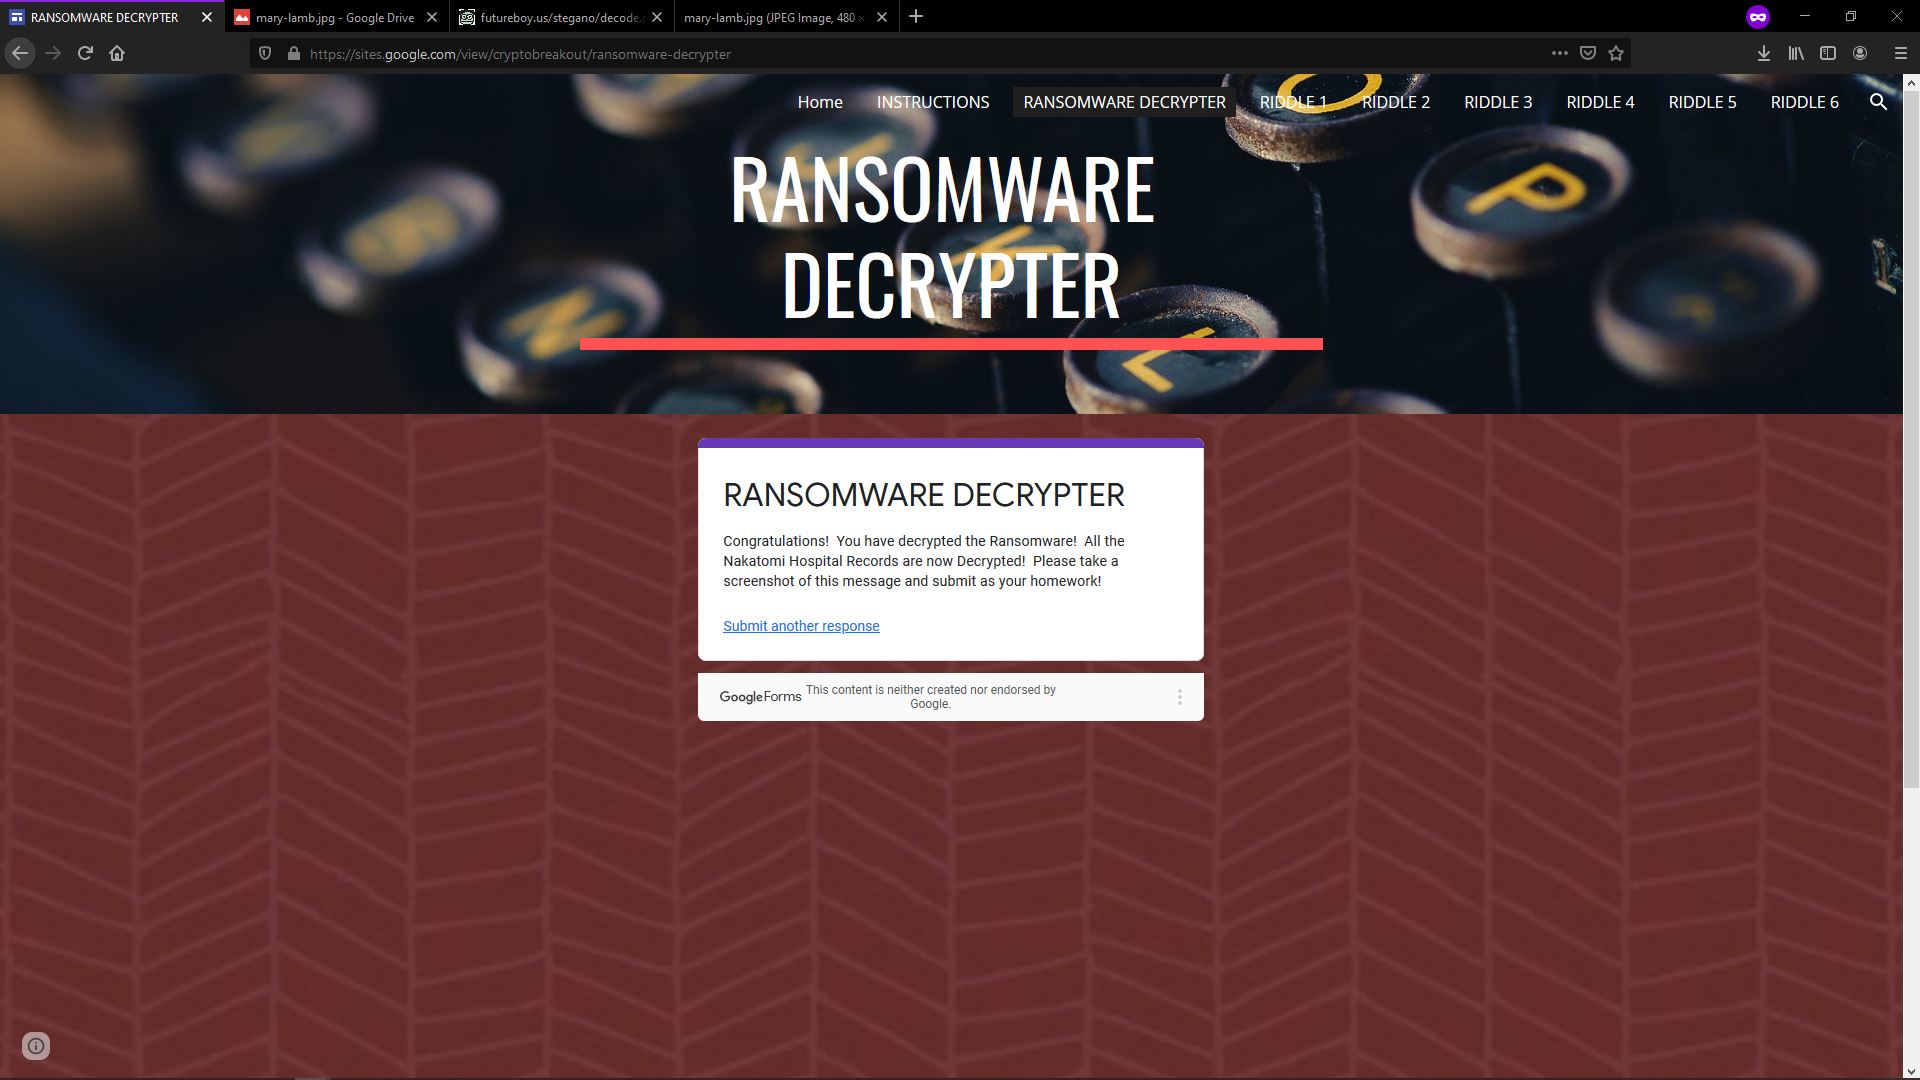 RANSOMWARE DECRYPTER
mary-lamb.jpg - Google Drive
futureboy.us/stegano/decode.
mary-lamb.jpg (JPEG Image, 480 ×
https://sites.google.com/view/cryptobreakout/ransomware-decrypter
Home INSTRUCTIONS RANSOMWARE DECRYPTER RIDDLE 1 RIDDLE 2 RIDDLE 3 RIDDLE 4 RIDDLE 5 RIDDLE 6
RANSOMWARE
DECRYPTER
P
K
N
L
RANSOMWARE DECRYPTER
Congratulations! You have decrypted the Ransomware! All the
Nakatomi Hospital Records are now Decrypted! Please take a
screenshot of this message and submit as your homework!
Submit another response
Google Forms This content is neither created nor endorsed by
Google.